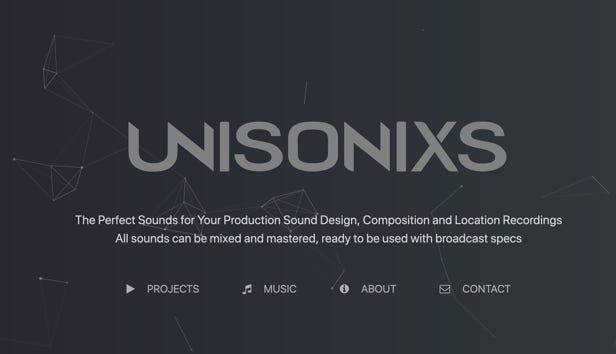 UNISONIXS
The Perfect Sounds for Your Production Sound Design, Composition and Location Recordings
All sounds can be mixed and mastered, ready to be used with broadcast specs
PROJECTS MUSIC ABOUT CONTACT